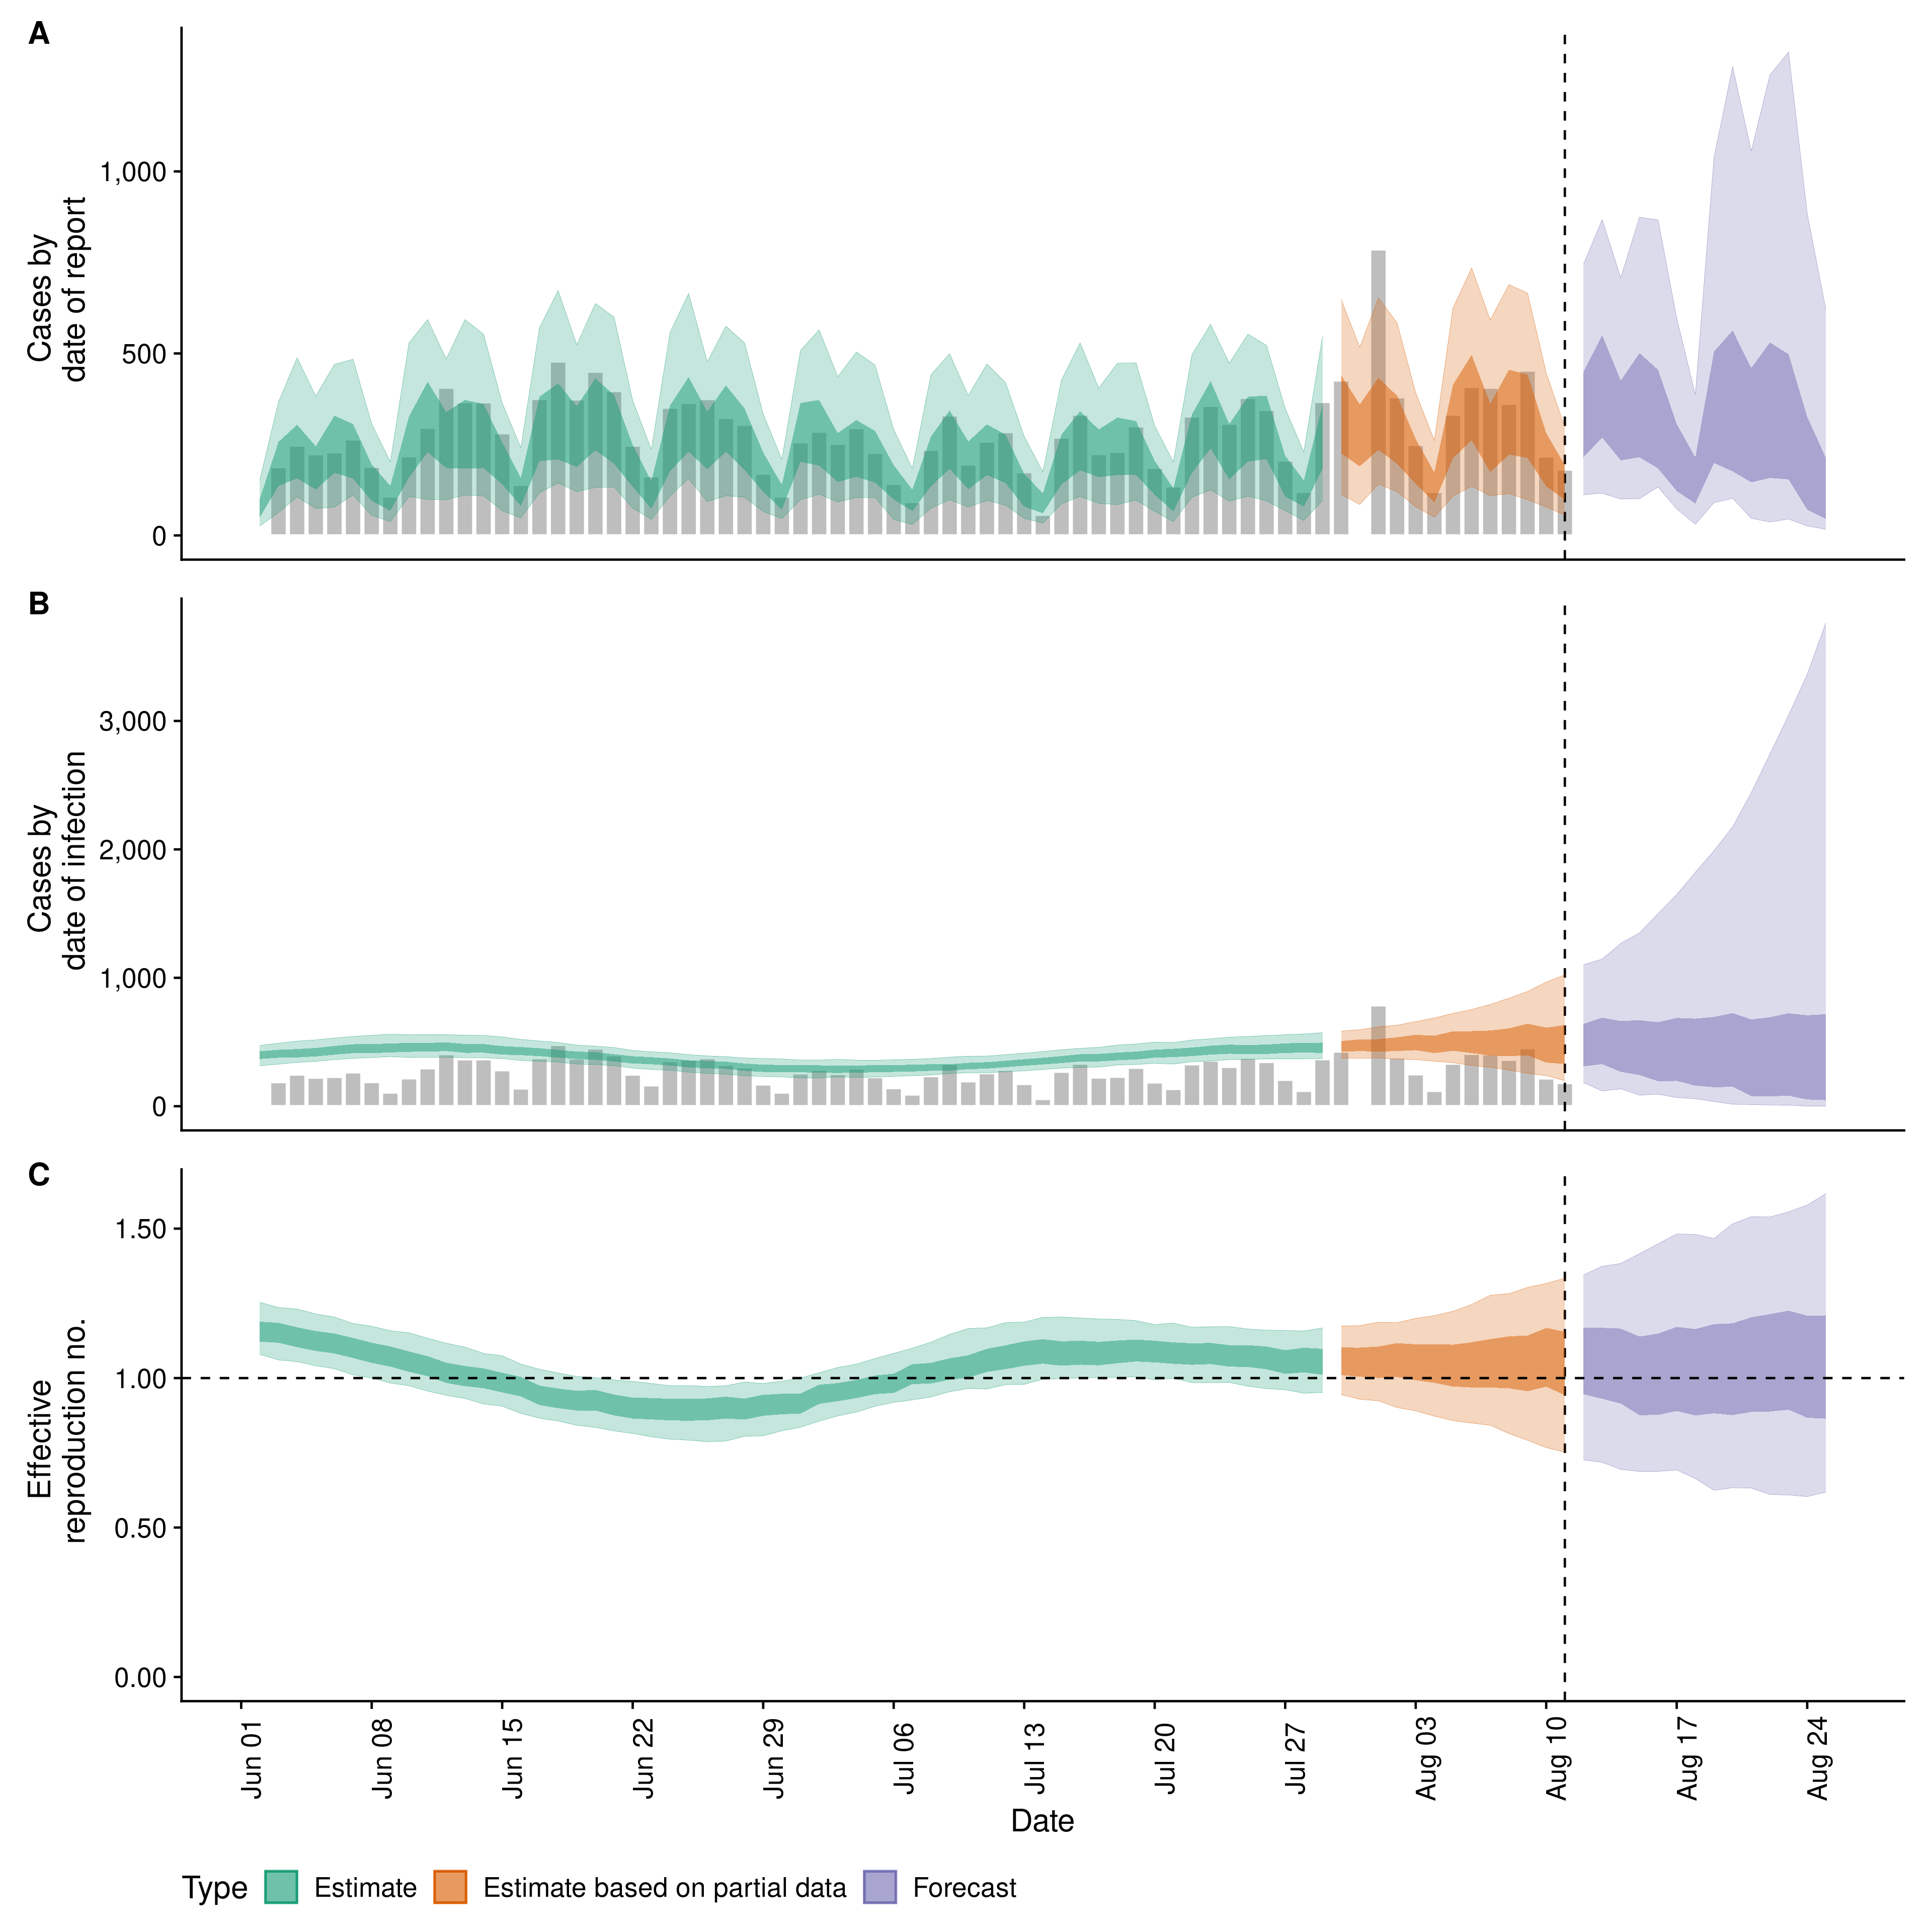 A
Cases by
date of report
1,000
500
0
B
Cases by
date of infection
3,000
2,000
1,000
0
C
Effective
reproduction no.
1.50
1.00
0.50
0.00
Jun 01
Jun 08
Jun 15
Jun 22
Jun 29
Jul 06
Jul 13
Jul 20
Jul 27
Aug 03
Aug 10
Aug 17
Aug 24
Date
Type Estimate Estimate based on partial data Forecast